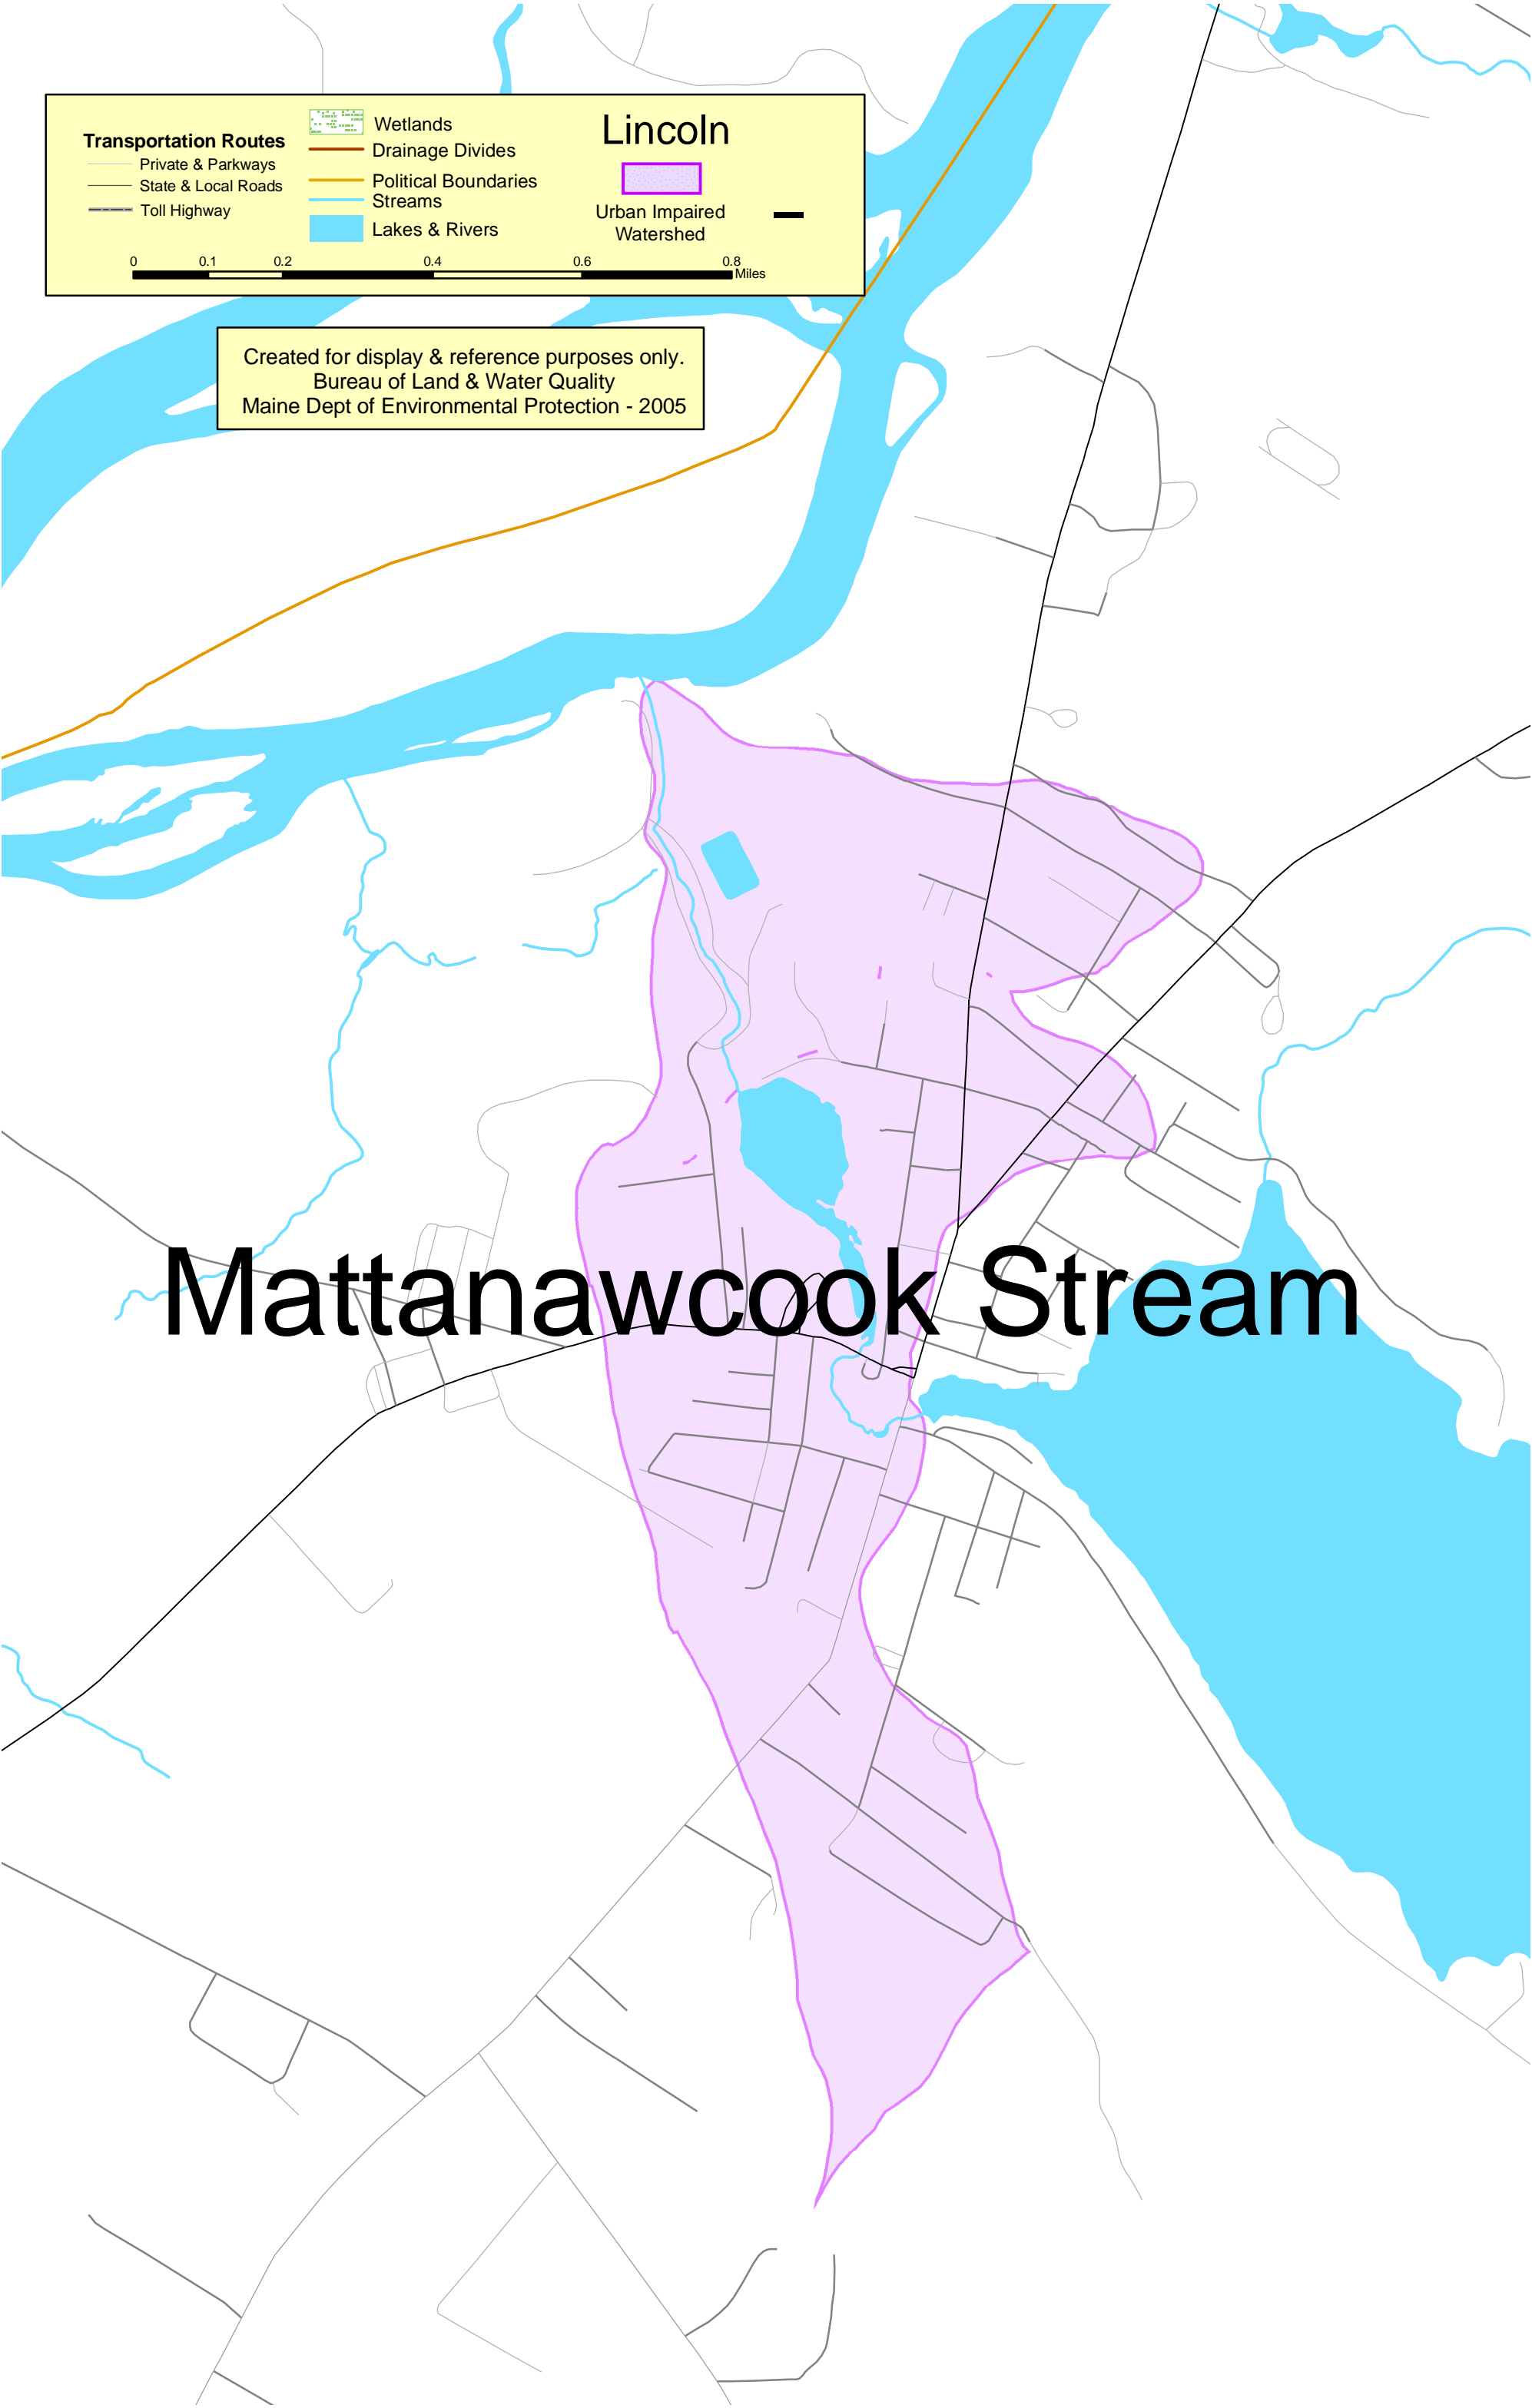 Transportation Routes
Private & Parkways
State & Local Roads
Toll Highway
Wetlands
Drainage Divides
Political Boundaries
Streams
Lakes & Rivers
Lincoln
Urban Impaired
Watershed
0 0.1 0.2 0.4 0.6 0.8
Miles
Created for display & reference purposes only.
Bureau of Land & Water Quality
Maine Dept of Environmental Protection - 2005
Mattanawcook Stream